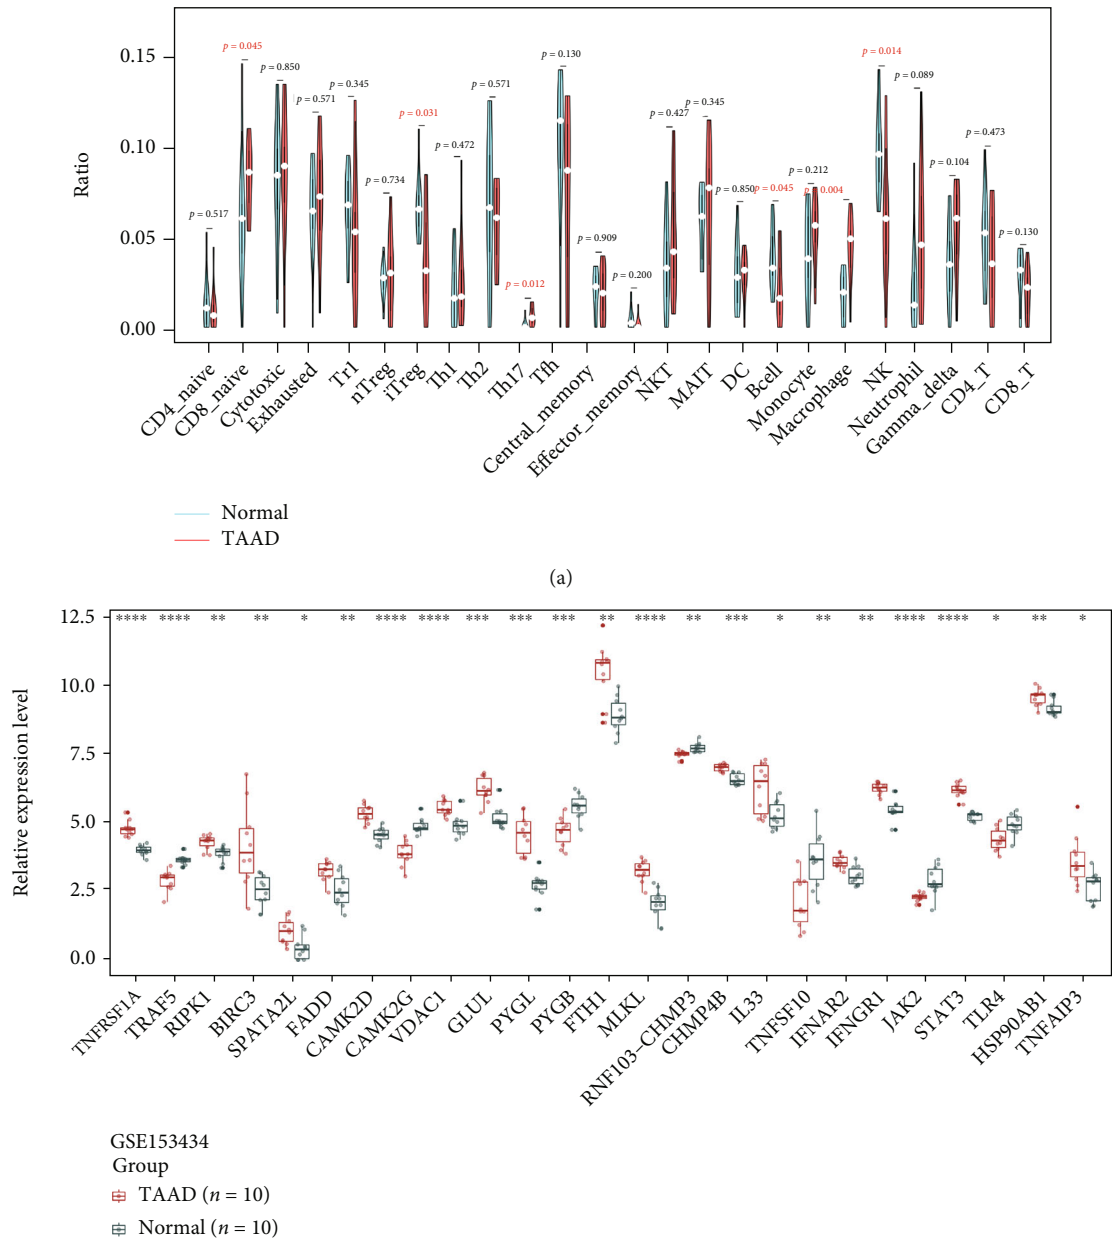 Ratio
0.15
0.10
0.05
0.00
p = 0.517
p = 0.045
p = 0.850
p = 0.571
p = 0.345
p = 0.734
p = 0.031
p = 0.472
p = 0.571
p = 0.012
p = 0.130
p = 0.909
p = 0.200
p = 0.427
p = 0.345
p = 0.850
p = 0.045
p = 0.212
p = 0.004
p = 0.014
p = 0.089
p = 0.104
p = 0.473
p = 0.130
CD4_naive
CD8_naive
Cytotoxic
Exhausted
Tr1
nTreg
iTreg
Th1
Th2
Th17
Tfh
Central_memory
Effector_memory
NKT
MAIT
DC
Bcell
Monocyte
Macrophage
NK
Neutrophil
Gamma_delta
CD4_T
CD8_T
Normal
TAAD
(a)
Relative expression level
12.5
10.0
7.5
5.0
2.5
0.0
**** **** ** ** * ** **** **** *** *** *** ** **** ** *** * ** ** **** **** * ** *
TNFRSF1A
TRAF5
RIPK1
BIRC3
SPATA2L
FADD
CAMK2D
CAMK2G
VDAC1
GLUL
PYGL
PYGB
FTH1
MLKL
RNF103−CHMP3
CHMP4B
IL33
TNFSF10
IFNAR2
IFNGR1
JAK2
STAT3
TLR4
HSP90AB1
TNFAIP3
GSE153434
Group
TAAD (n = 10)
Normal (n = 10)